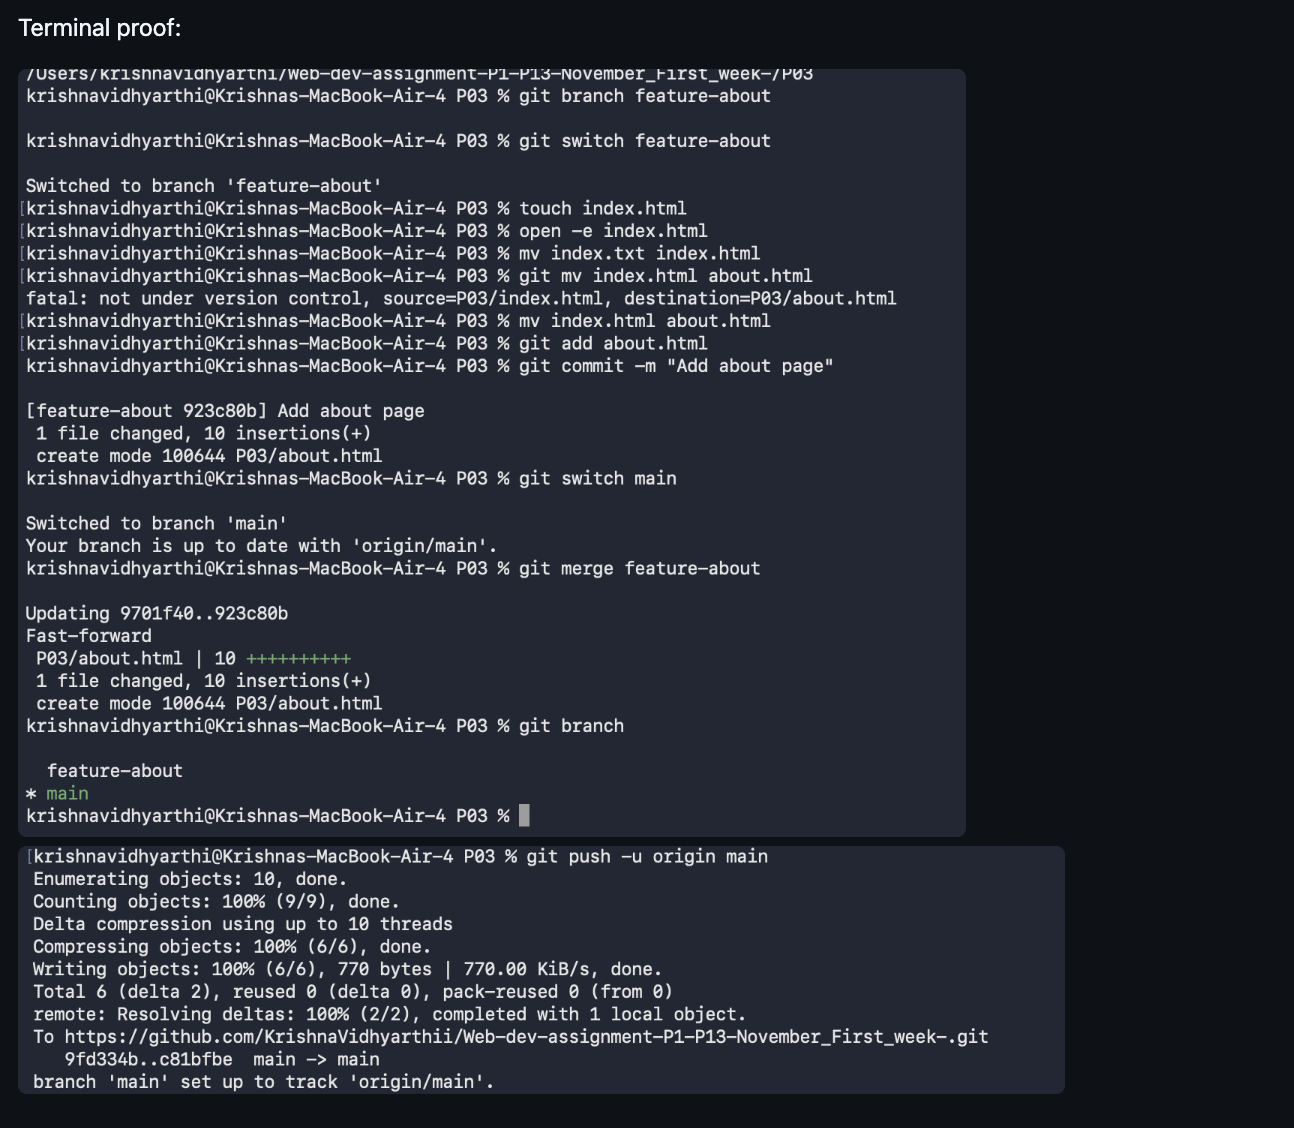 Terminal proof:
/Users/krishnavidhyarthi/Web-dev-assignment-P1-P13-November_First_week-/P03
krishnavidhyarthi@Krishnas-MacBook-Air-4 P03 % git branch feature-about
krishnavidhyarthi@Krishnas-MacBook-Air-4 P03 % git switch feature-about
Switched to branch 'feature-about'
[krishnavidhyarthi@Krishnas-MacBook-Air-4 P03 % touch index.html
[krishnavidhyarthi@Krishnas-MacBook-Air-4 P03 % open -e index.html
[krishnavidhyarthi@Krishnas-MacBook-Air-4 P03 % mv index.txt index.html
[krishnavidhyarthi@Krishnas-MacBook-Air-4 P03 % git mv index.html about.html
fatal: not under version control, source=P03/index.html, destination=P03/about.html
[krishnavidhyarthi@Krishnas-MacBook-Air-4 P03 % mv index.html about.html
[krishnavidhyarthi@Krishnas-MacBook-Air-4 P03 % git add about.html
krishnavidhyarthi@Krishnas-MacBook-Air-4 P03 % git commit -m "Add about page"
[feature-about 923c80b] Add about page
1 file changed, 10 insertions(+)
create mode 100644 P03/about.html
krishnavidhyarthi@Krishnas-MacBook-Air-4 P03 % git switch main
Switched to branch 'main'
Your branch is up to date with 'origin/main'.
krishnavidhyarthi@Krishnas-MacBook-Air-4 P03 % git merge feature-about
Updating 9701f40..923c80b
Fast-forward
P03/about.html | 10 ++++++++++
1 file changed, 10 insertions(+)
create mode 100644 P03/about.html
krishnavidhyarthi@Krishnas-MacBook-Air-4 P03 % git branch
feature-about
* main
krishnavidhyarthi@Krishnas-MacBook-Air-4 P03 %
[krishnavidhyarthi@Krishnas-MacBook-Air-4 P03 % git push -u origin main
Enumerating objects: 10, done.
Counting objects: 100% (9/9), done.
Delta compression using up to 10 threads
Compressing objects: 100% (6/6), done.
Writing objects: 100% (6/6), 770 bytes | 770.00 KiB/s, done.
Total 6 (delta 2), reused 0 (delta 0), pack-reused 0 (from 0)
remote: Resolving deltas: 100% (2/2), completed with 1 local object.
To https://github.com/KrishnaVidhyarthii/Web-dev-assignment-P1-P13-November_First_week-.git
9fd334b..c81bfbe  main -> main
branch 'main' set up to track 'origin/main'.